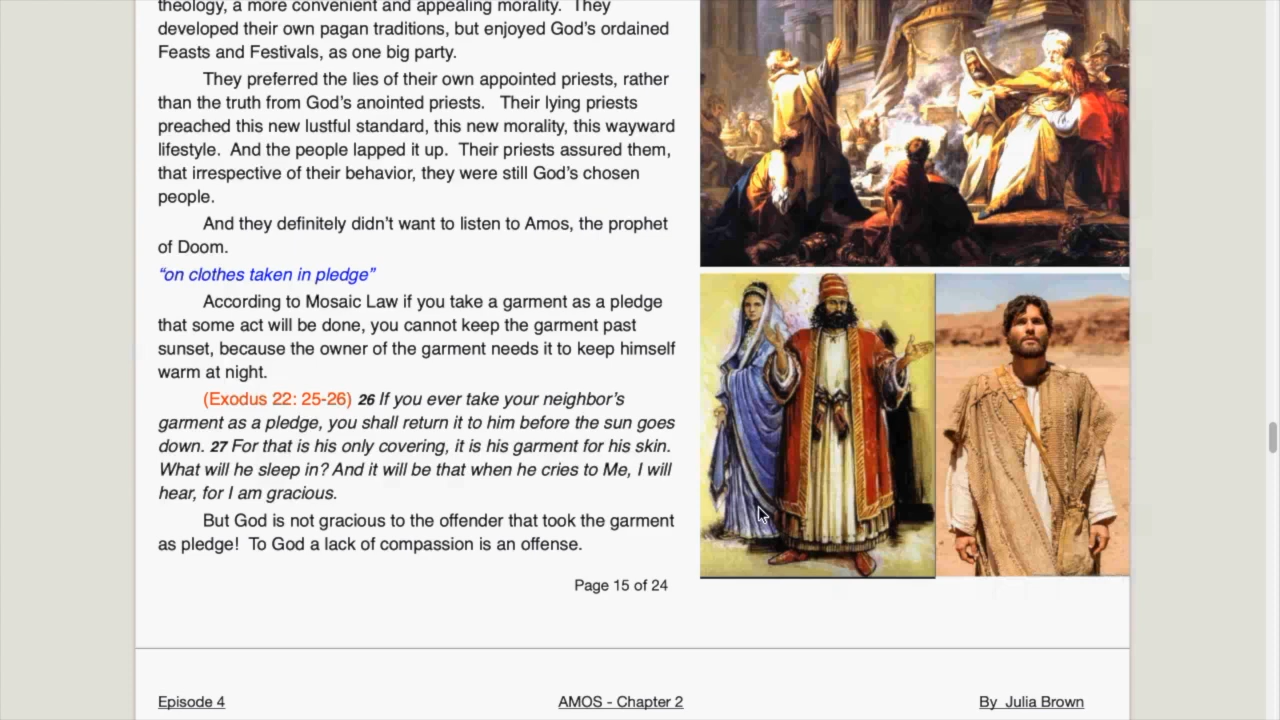 theology, a more convenient and appealing morality.  They
developed their own pagan traditions, but enjoyed God’s ordained
Feasts and Festivals, as one big party.
They preferred the lies of their own appointed priests, rather
than the truth from God’s anointed priests.   Their lying priests
preached this new lustful standard, this new morality, this wayward
lifestyle.  And the people lapped it up.  Their priests assured them,
that irrespective of their behavior, they were still God’s chosen
people.
And they definitely didn’t want to listen to Amos, the prophet
of Doom.
“on clothes taken in pledge”
According to Mosaic Law if you take a garment as a pledge
that some act will be done, you cannot keep the garment past
sunset, because the owner of the garment needs it to keep himself
warm at night.
(Exodus 22: 25-26) 26 If you ever take your neighbor’s
garment as a pledge, you shall return it to him before the sun goes
down. 27 For that is his only covering, it is his garment for his skin.
What will he sleep in? And it will be that when he cries to Me, I will
hear, for I am gracious.
But God is not gracious to the offender that took the garment
as pledge!  To God a lack of compassion is an offense.
Page 15 of 24
Episode 4
AMOS - Chapter 2
By  Julia Brown